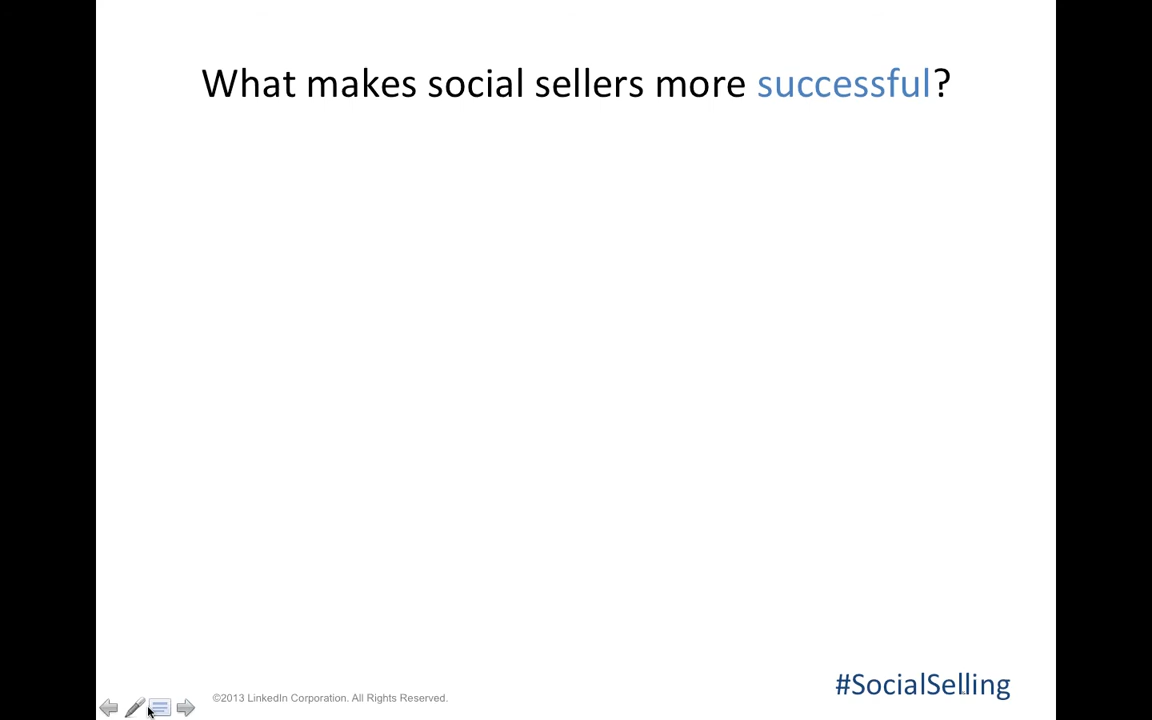 What makes social sellers more successful?
#SocialSelling
©2013 LinkedIn Corporation. All Rights Reserved.